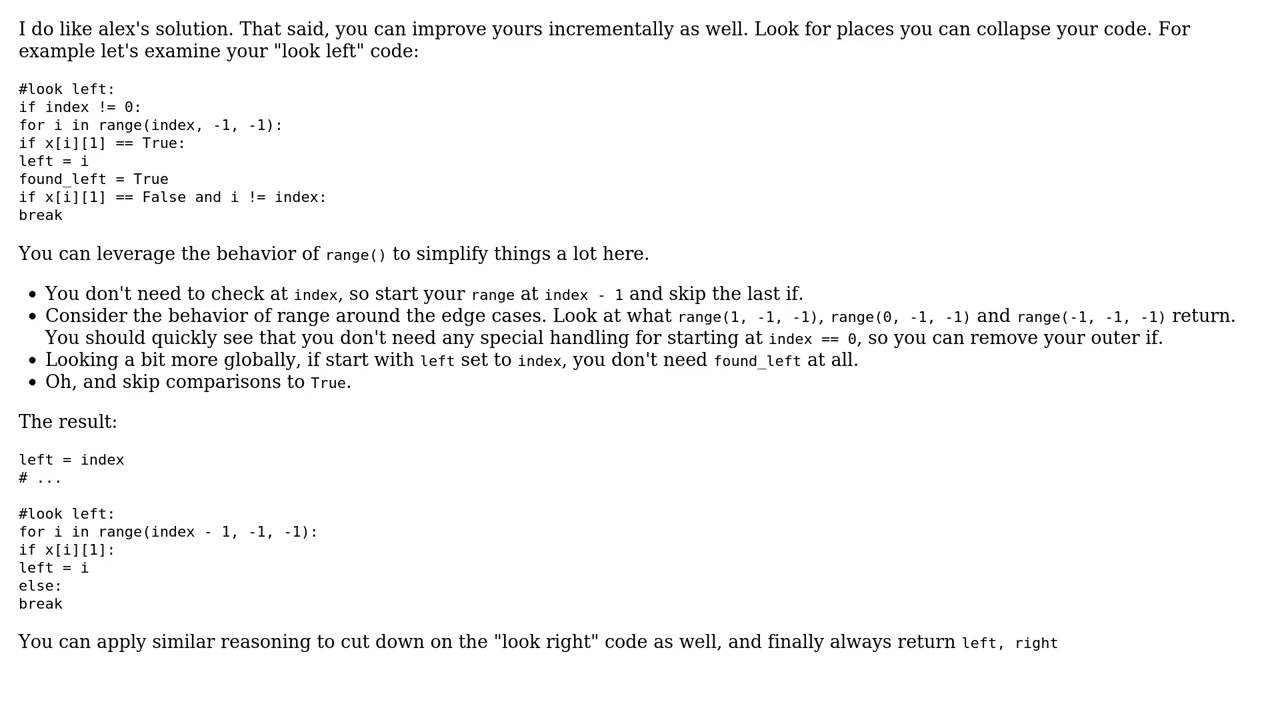 I do like alex's solution. That said, you can improve yours incrementally as well. Look for places you can collapse your code. For
example let's examine your "look left" code:
#look left:
if index != 0:
for i in range(index, -1, -1):
if x[i][1] == True:
left = i
found_left = True
if x[i][1] == False and i != index:
break
You can leverage the behavior of range() to simplify things a lot here.
• You don't need to check at index, so start your range at index - 1 and skip the last if.
• Consider the behavior of range around the edge cases. Look at what range(1, -1, -1), range(0, -1, -1) and range(-1, -1, -1) return.
You should quickly see that you don't need any special handling for starting at index == 0, so you can remove your outer if.
• Looking a bit more globally, if start with left set to index, you don't need found_left at all.
• Oh, and skip comparisons to True.
The result:
left = index
# ...
#look left:
for i in range(index - 1, -1, -1):
if x[i][1]:
left = i
else:
break
You can apply similar reasoning to cut down on the "look right" code as well, and finally always return left, right